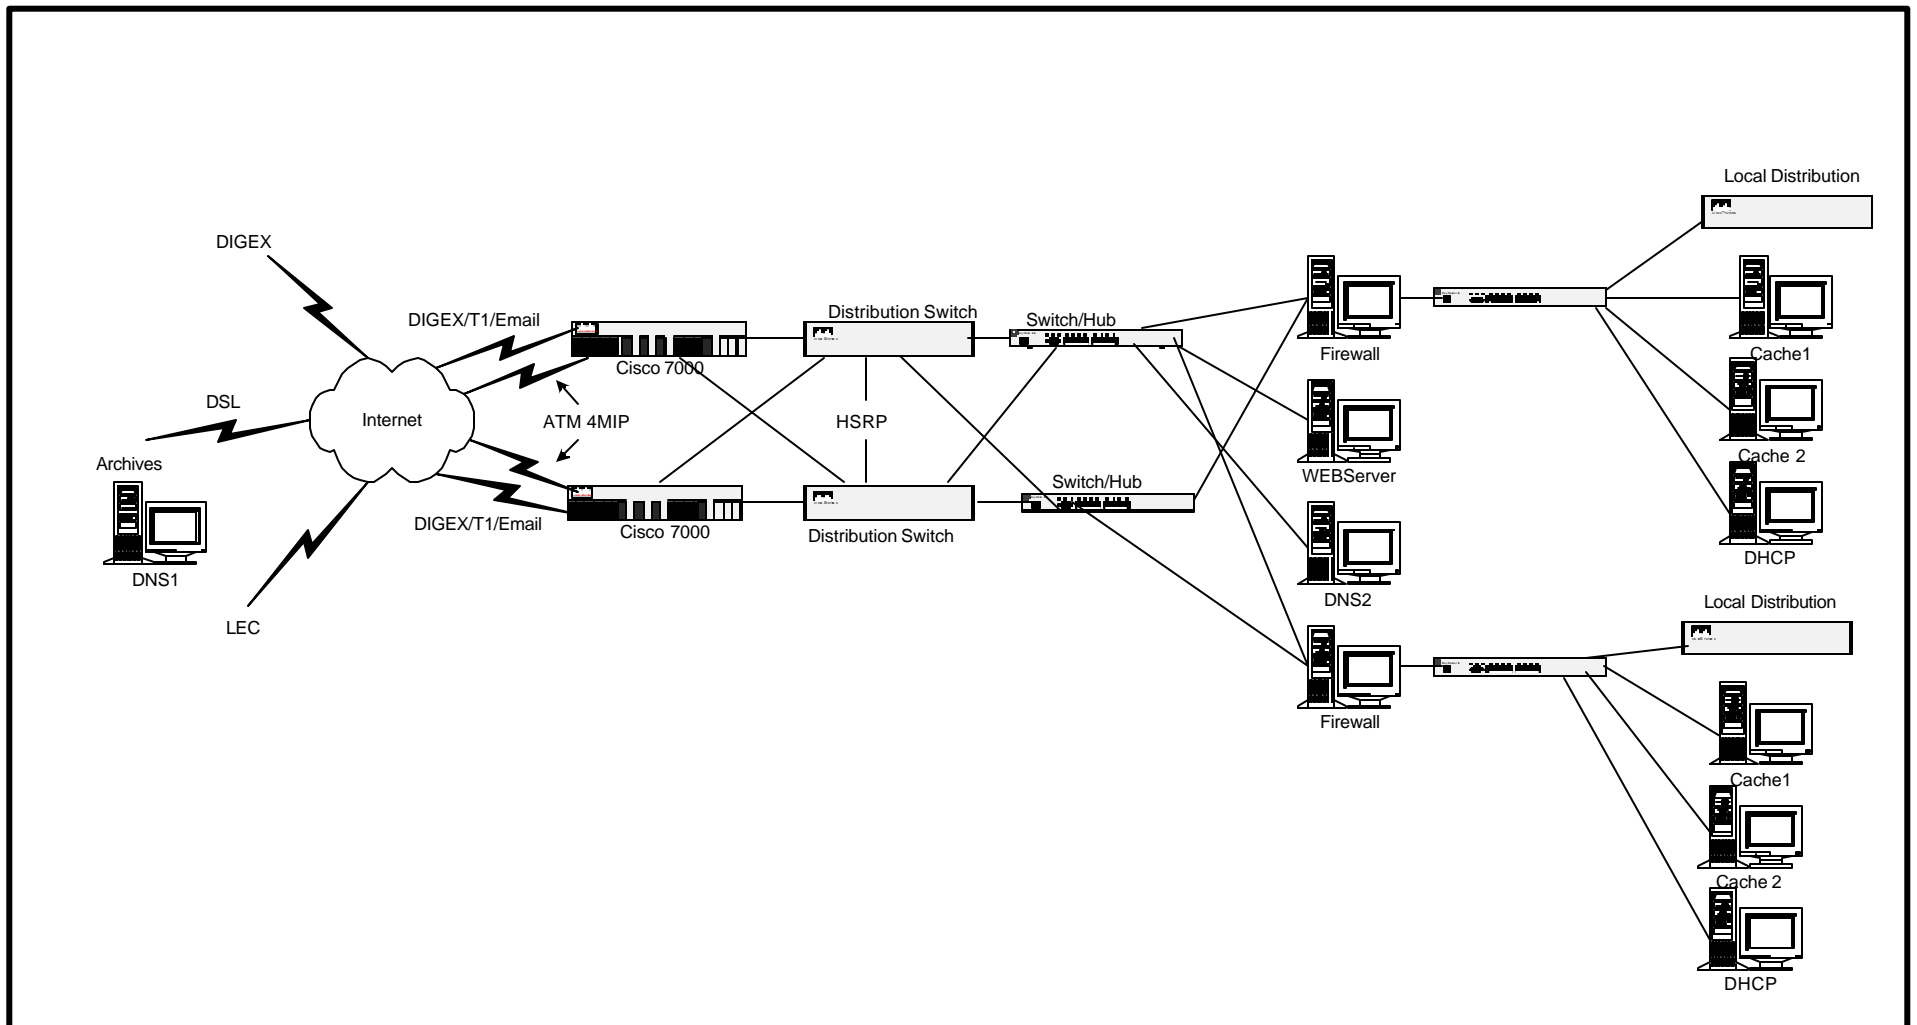 Local Distribution
DIGEX
DIGEX/T1/Email
Distribution Switch
Switch/Hub
Firewall
Cache1
Cisco 7000
DSL
Internet
ATM 4MIP
HSRP
Archives
Cache 2
WEBServer
Switch/Hub
DIGEX/T1/Email
Cisco 7000
Distribution Switch
DHCP
DNS1
DNS2
Local Distribution
LEC
Firewall
Cache1
Cache 2
DHCP